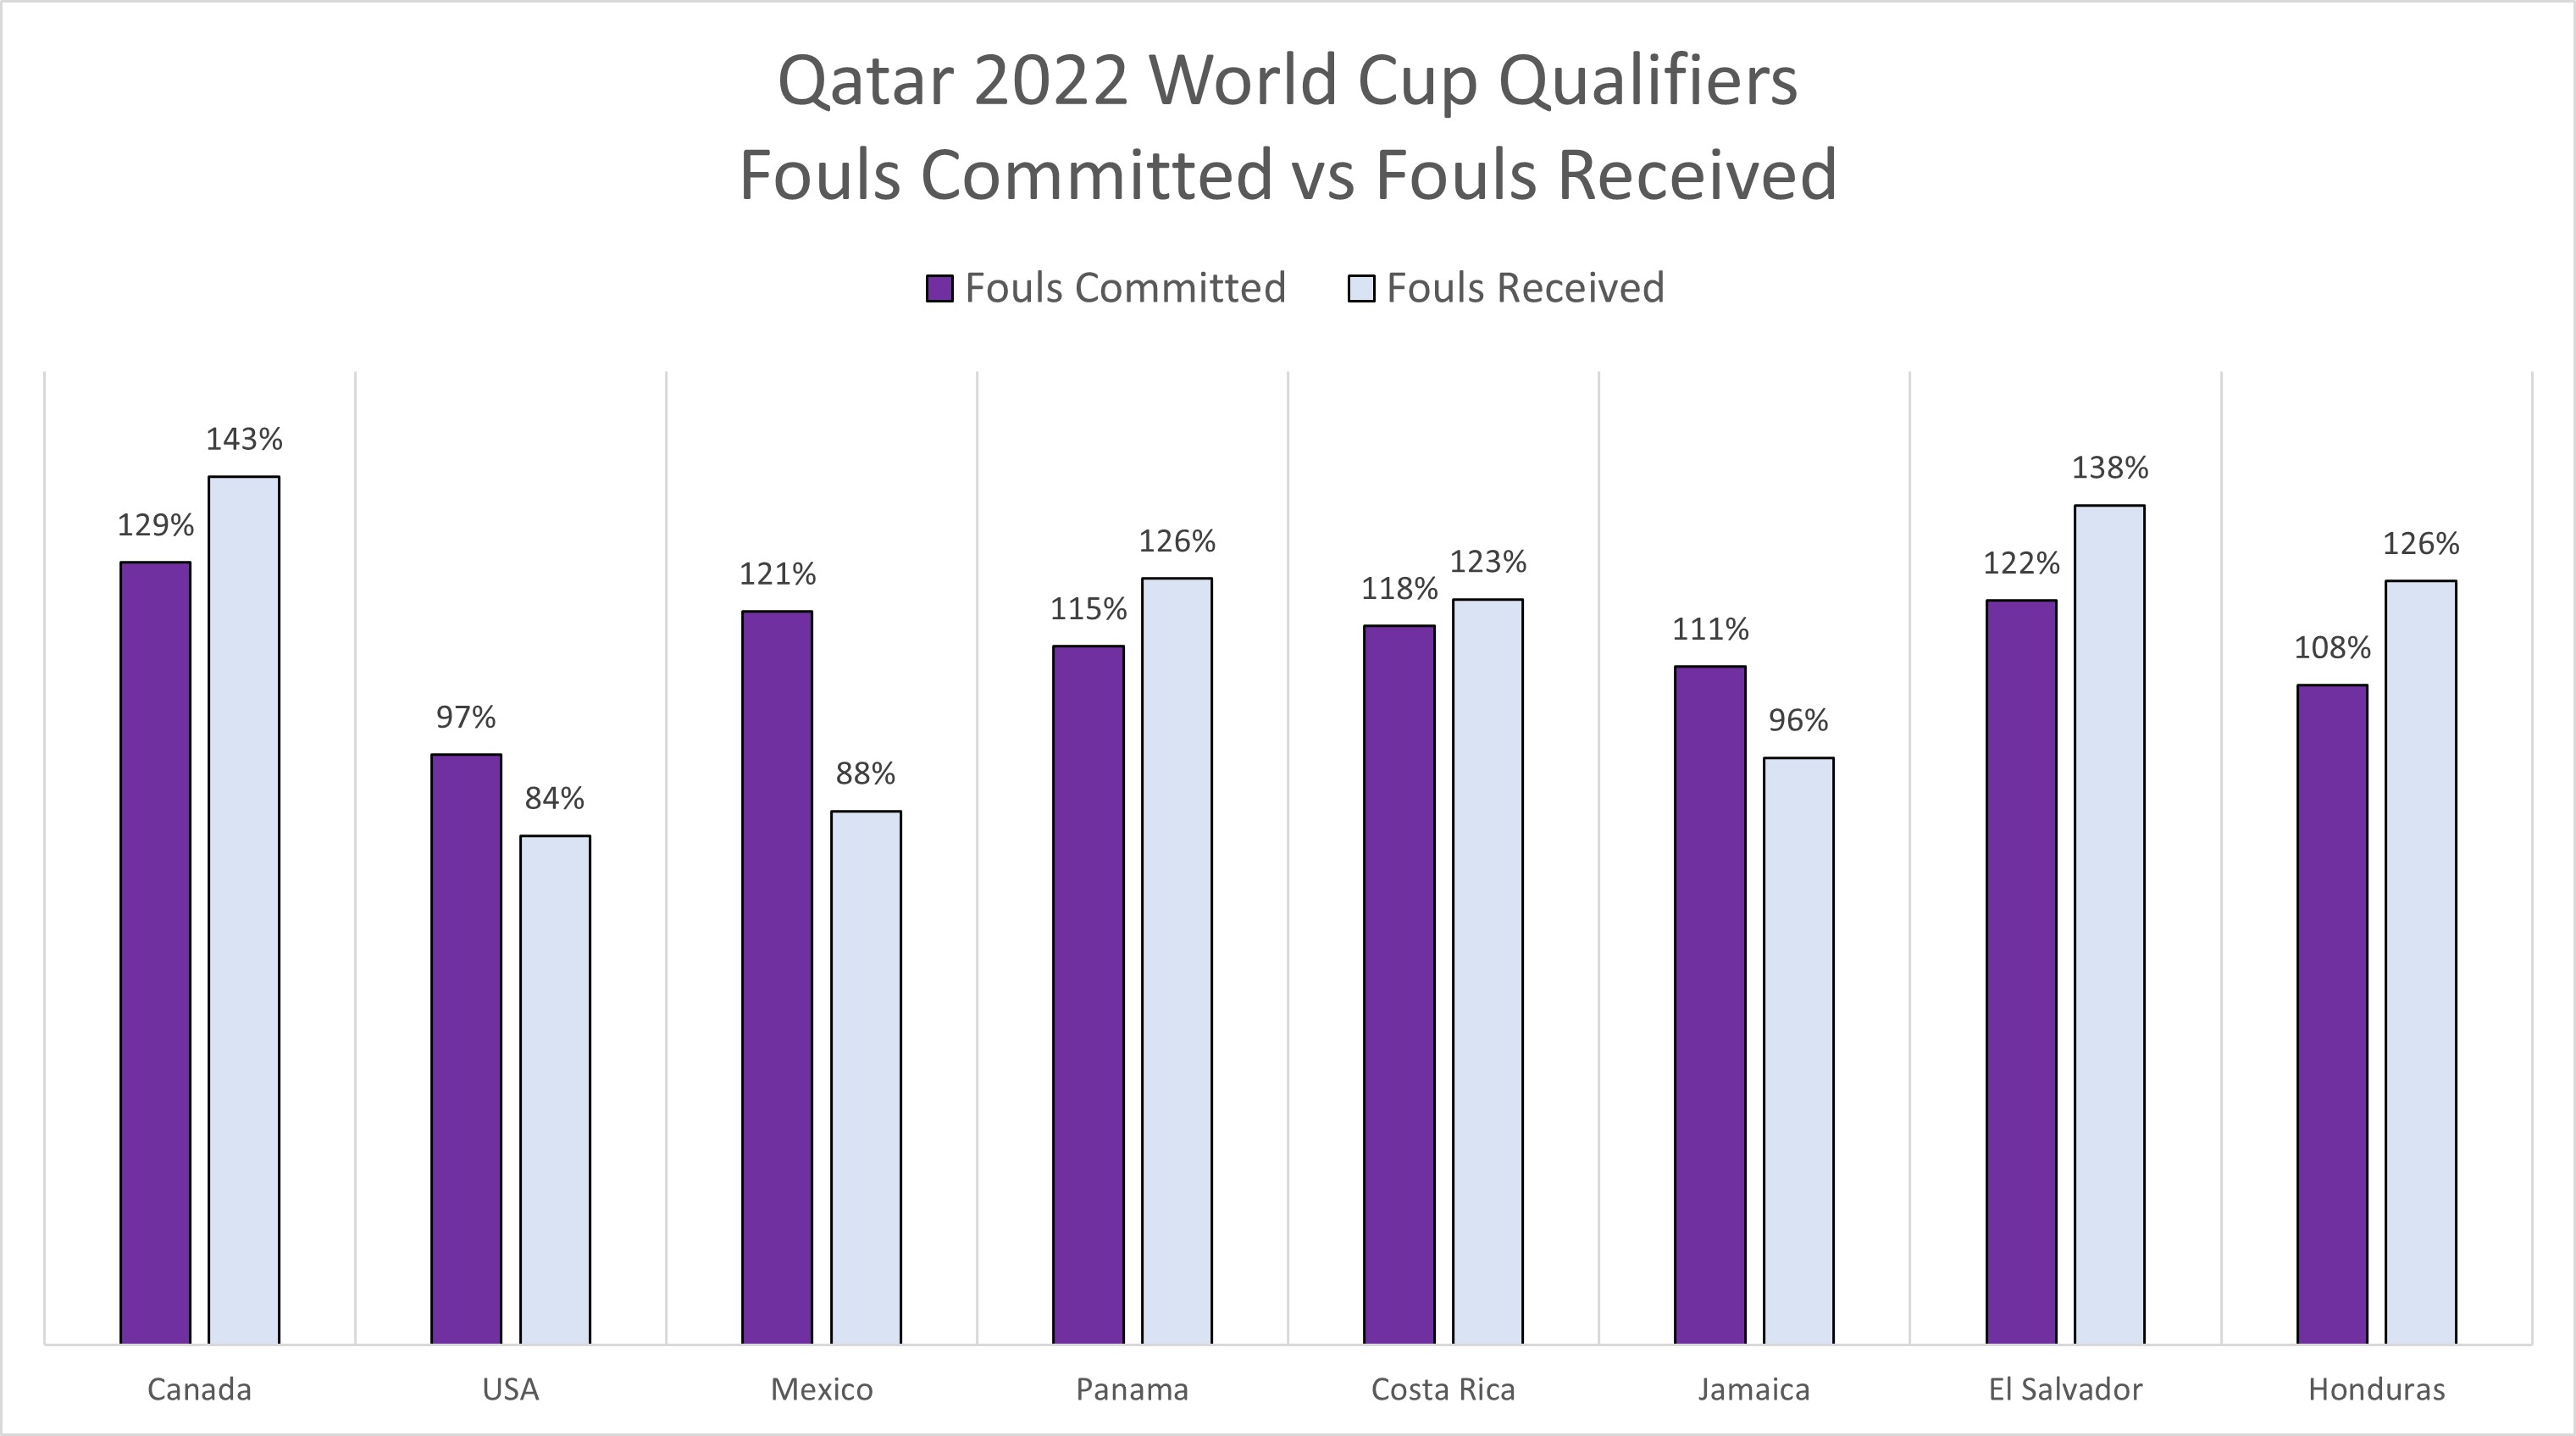 Qatar 2022 World Cup Qualifiers
Fouls Committed vs Fouls Received
Fouls Committed Fouls Received
129% 143%
97% 84%
121% 88%
115% 126%
118% 123%
111% 96%
122% 138%
108% 126%
Canada USA Mexico Panama Costa Rica Jamaica El Salvador Honduras